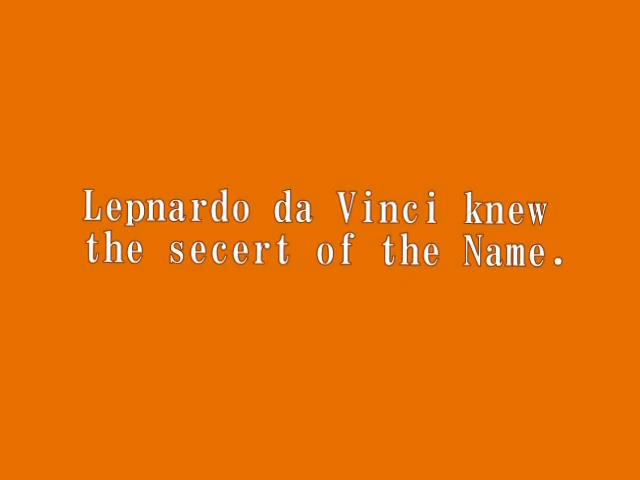 Lepnardo da Vinci knew
the secert of the Name.